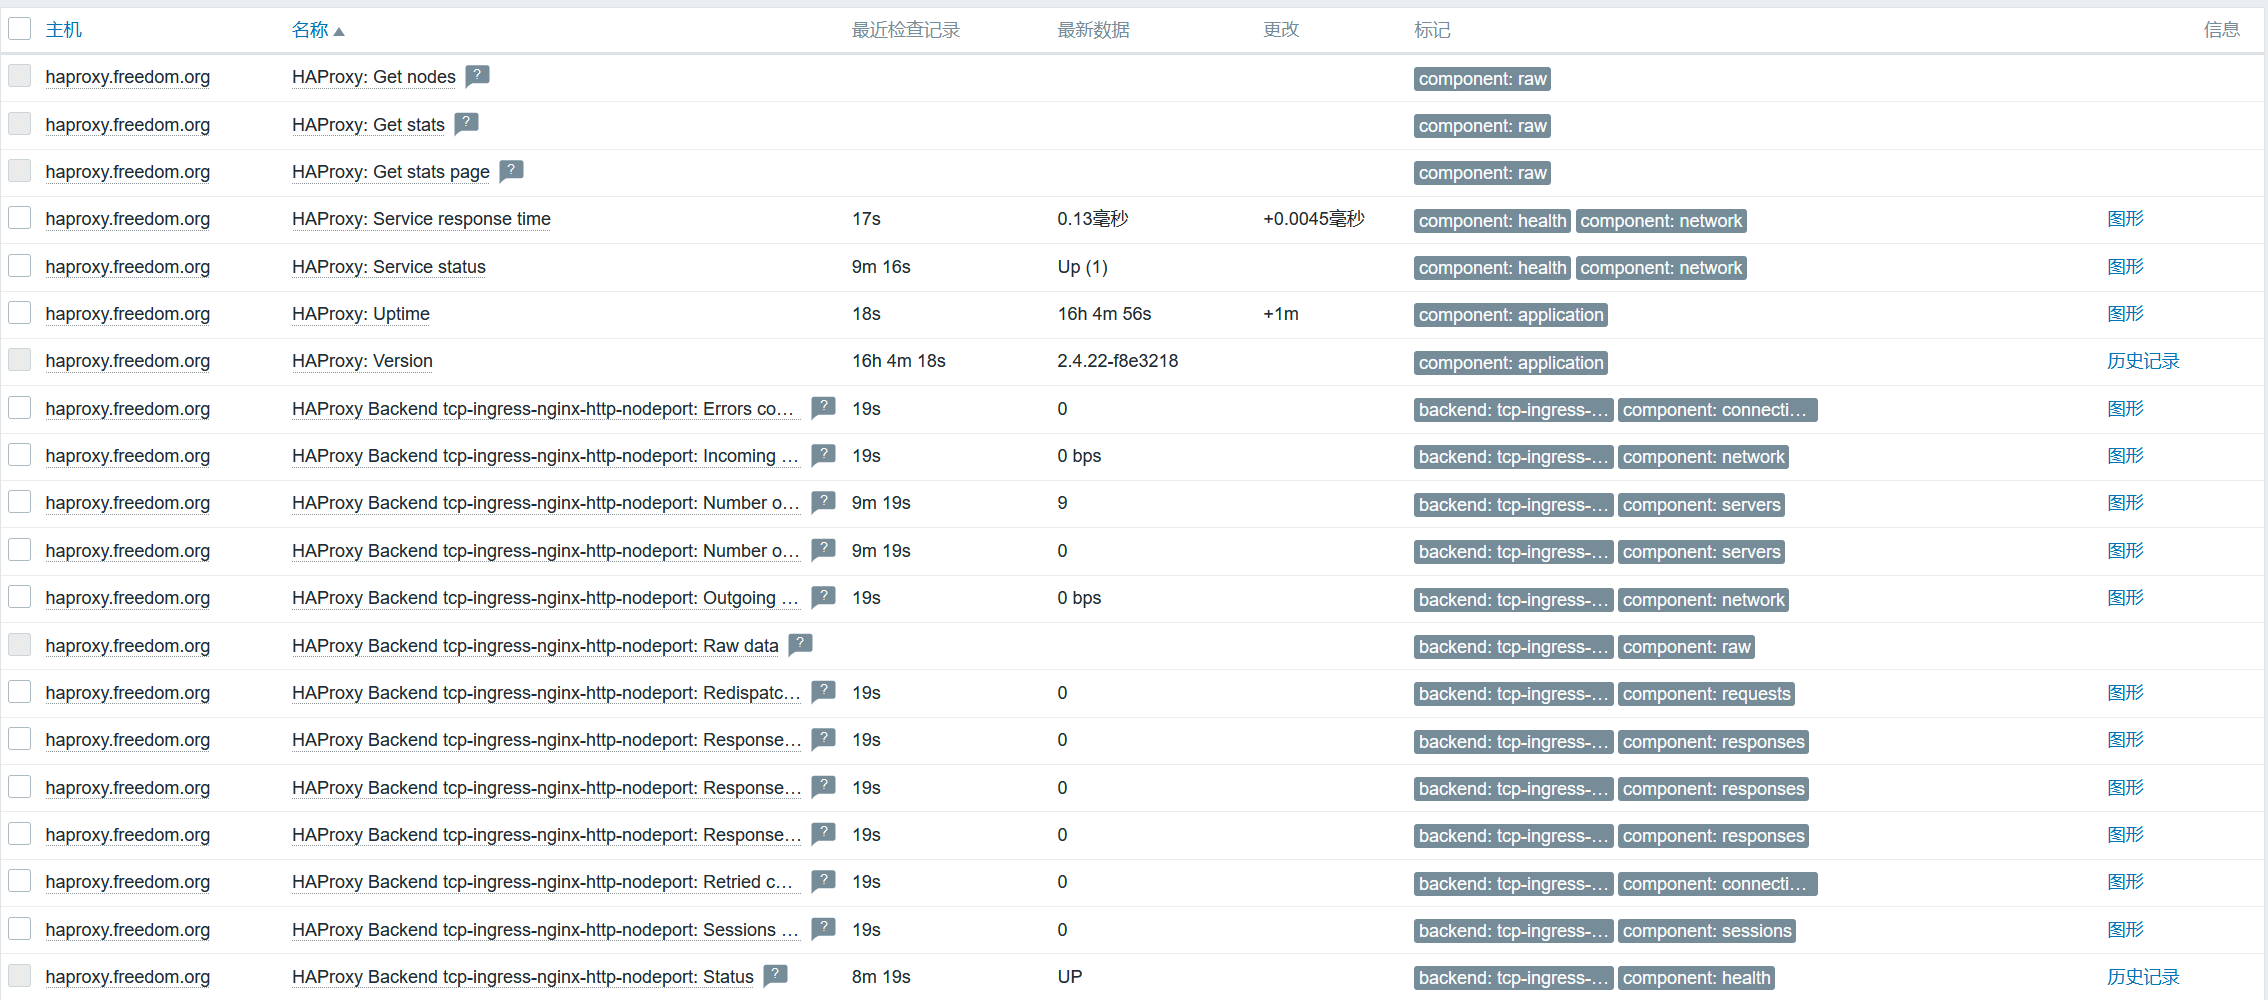 主机 名称 最近检查记录 最新数据 更改 标记 信息
haproxy.freedom.org HAProxy: Get nodes ? component: raw
haproxy.freedom.org HAProxy: Get stats ? component: raw
haproxy.freedom.org HAProxy: Get stats page ? component: raw
haproxy.freedom.org HAProxy: Service response time 17s 0.13毫秒 +0.0045毫秒 component: health component: network 图形
haproxy.freedom.org HAProxy: Service status 9m 16s Up (1) component: health component: network 图形
haproxy.freedom.org HAProxy: Uptime 18s 16h 4m 56s +1m component: application 图形
haproxy.freedom.org HAProxy: Version 16h 4m 18s 2.4.22-f8e3218 component: application 历史记录
haproxy.freedom.org HAProxy Backend tcp-ingress-nginx-http-nodeport: Errors co… ? 19s 0 backend: tcp-ingress-… component: connecti… 图形
haproxy.freedom.org HAProxy Backend tcp-ingress-nginx-http-nodeport: Incoming … ? 19s 0 bps backend: tcp-ingress-… component: network 图形
haproxy.freedom.org HAProxy Backend tcp-ingress-nginx-http-nodeport: Number o… ? 9m 19s 9 backend: tcp-ingress-… component: servers 图形
haproxy.freedom.org HAProxy Backend tcp-ingress-nginx-http-nodeport: Number o… ? 9m 19s 0 backend: tcp-ingress-… component: servers 图形
haproxy.freedom.org HAProxy Backend tcp-ingress-nginx-http-nodeport: Outgoing … ? 19s 0 bps backend: tcp-ingress-… component: network 图形
haproxy.freedom.org HAProxy Backend tcp-ingress-nginx-http-nodeport: Raw data ? backend: tcp-ingress-… component: raw
haproxy.freedom.org HAProxy Backend tcp-ingress-nginx-http-nodeport: Redispatc… ? 19s 0 backend: tcp-ingress-… component: requests 图形
haproxy.freedom.org HAProxy Backend tcp-ingress-nginx-http-nodeport: Response… ? 19s 0 backend: tcp-ingress-… component: responses 图形
haproxy.freedom.org HAProxy Backend tcp-ingress-nginx-http-nodeport: Response… ? 19s 0 backend: tcp-ingress-… component: responses 图形
haproxy.freedom.org HAProxy Backend tcp-ingress-nginx-http-nodeport: Response… ? 19s 0 backend: tcp-ingress-… component: responses 图形
haproxy.freedom.org HAProxy Backend tcp-ingress-nginx-http-nodeport: Retried c… ? 19s 0 backend: tcp-ingress-… component: connecti… 图形
haproxy.freedom.org HAProxy Backend tcp-ingress-nginx-http-nodeport: Sessions … ? 19s 0 backend: tcp-ingress-… component: sessions 图形
haproxy.freedom.org HAProxy Backend tcp-ingress-nginx-http-nodeport: Status ? 8m 19s UP backend: tcp-ingress-… component: health 历史记录